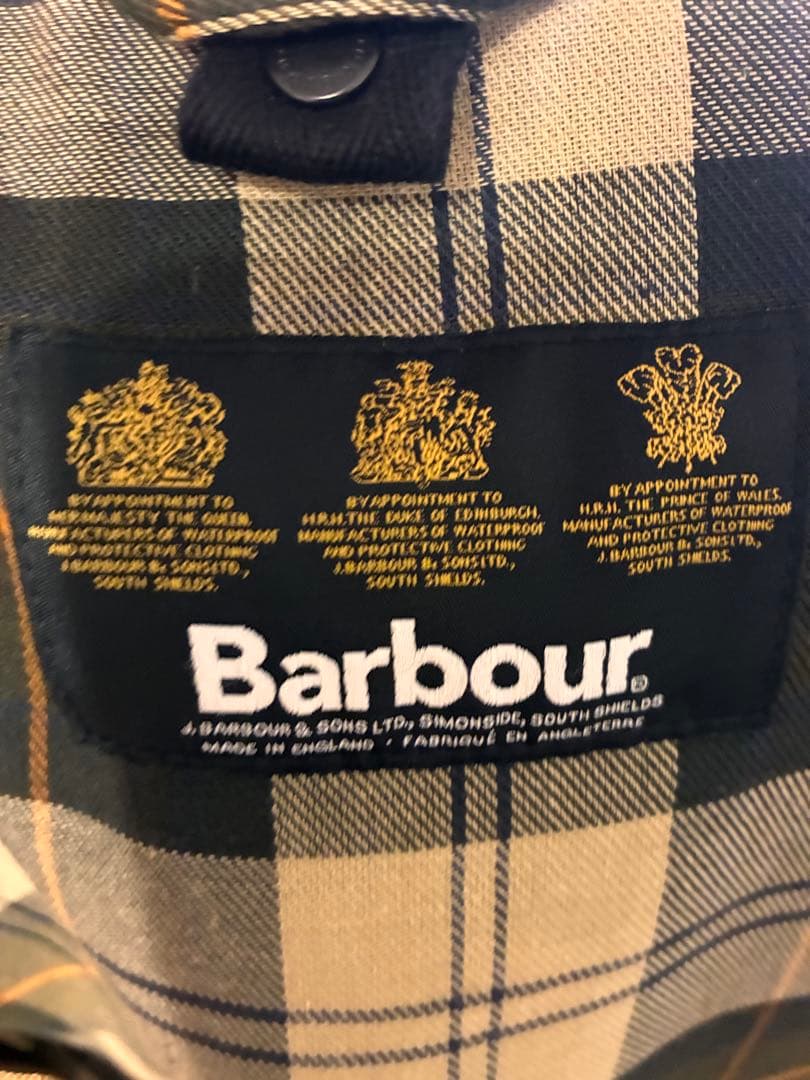 BY APPOINTMENT TO
HER MAJESTY THE QUEEN.
MANUFACTURERS OF WATERPROOF
AND PROTECTIVE CLOTHING
J.BARBOUR & SONS LTD.,
SOUTH SHIELDS.
BY APPOINTMENT TO
H.R.H. THE DUKE OF EDINBURGH.
MANUFACTURERS OF WATERPROOF
AND PROTECTIVE CLOTHING
J.BARBOUR & SONS LTD.,
SOUTH SHIELDS.
BY APPOINTMENT TO
H.R.H. THE PRINCE OF WALES.
MANUFACTURERS OF WATERPROOF
AND PROTECTIVE CLOTHING
J.BARBOUR & SONS LTD.,
SOUTH SHIELDS.
Barbour®
J.BARBOUR & SONS LTD., SIMONSIDE, SOUTH SHIELDS
MADE IN ENGLAND · FABRIQUÉ EN ANGLETERRE